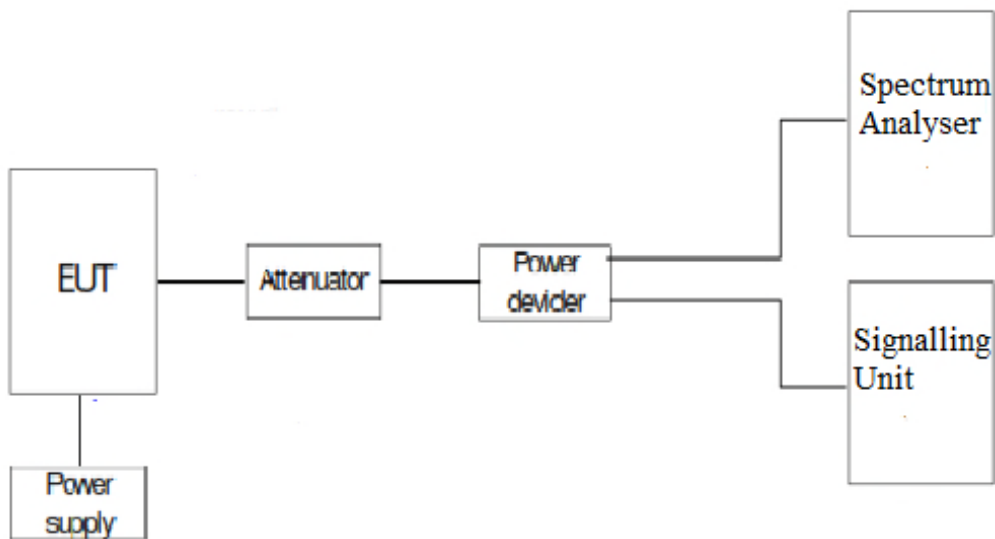 Spectrum
Analyser
EUT
Attenuator
Power
devider
Signalling
Unit
Power
supply